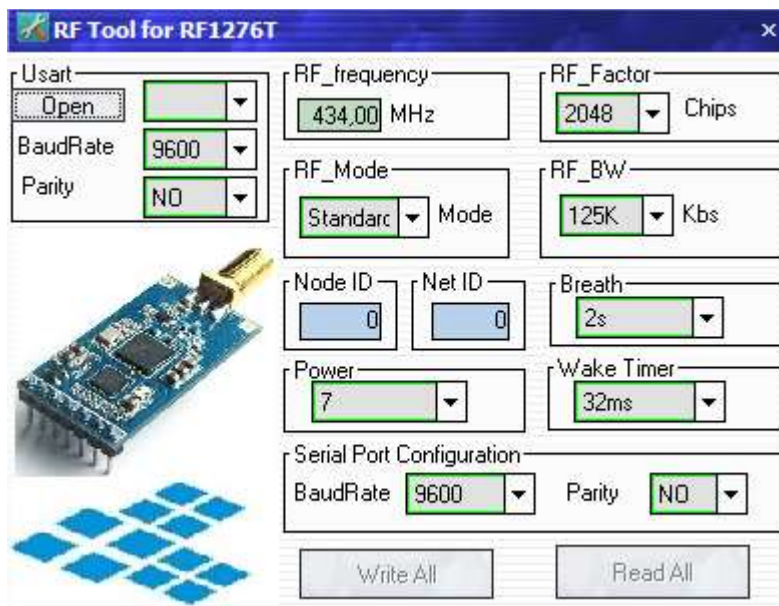 RF Tool for RF1276T
Usart
Open
BaudRate 9600
Parity NO
RF_frequency
434,00 MHz
RF_Factor
2048 Chips
RF_Mode
Standarc Mode
RF_BW
125K Kbs
Node ID
0
Net ID
0
Breath
2s
Power
7
Wake Timer
32ms
Serial Port Configuration
BaudRate 9600 Parity NO
Write All
Read All